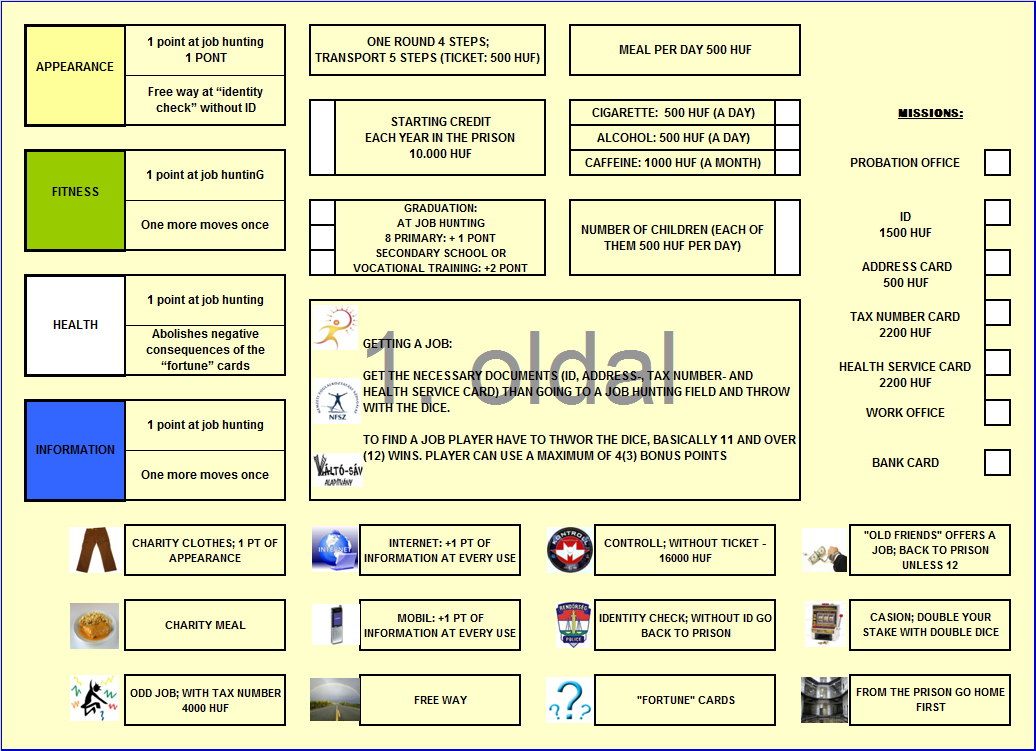 APPEARANCE
1 point at job hunting
1 PONT
Free way at “identity
check” without ID
FITNESS
1 point at job huntinG
One more moves once
HEALTH
1 point at job hunting
Abolishes negative
consequences of the
“fortune” cards
INFORMATION
1 point at job hunting
One more moves once
ONE ROUND 4 STEPS;
TRANSPORT 5 STEPS (TICKET: 500 HUF)
MEAL PER DAY 500 HUF
STARTING CREDIT
EACH YEAR IN THE PRISON
10.000 HUF
CIGARETTE: 500 HUF (A DAY)
ALCOHOL: 500 HUF (A DAY)
CAFFEINE: 1000 HUF (A MONTH)
GRADUATION:
AT JOB HUNTING
8 PRIMARY: + 1 PONT
SECONDARY SCHOOL OR
VOCATIONAL TRAINING: +2 PONT
NUMBER OF CHILDREN (EACH OF
THEM 500 HUF PER DAY)
1. oldal
GETTING A JOB:
GET THE NECESSARY DOCUMENTS (ID, ADDRESS-, TAX NUMBER- AND
HEALTH SERVICE CARD) THAN GOING TO A JOB HUNTING FIELD AND THROW
WITH THE DICE.
TO FIND A JOB PLAYER HAVE TO THWOR THE DICE, BASICALLY 11 AND OVER
(12) WINS. PLAYER CAN USE A MAXIMUM OF 4(3) BONUS POINTS
NFSZ
VÁLTÓ-SÁV
ALAPÍTVÁNY
MISSIONS:
PROBATION OFFICE
ID
1500 HUF
ADDRESS CARD
500 HUF
TAX NUMBER CARD
2200 HUF
HEALTH SERVICE CARD
2200 HUF
WORK OFFICE
BANK CARD
CHARITY CLOTHES; 1 PT OF
APPEARANCE
INTERNET
INTERNET: +1 PT OF
INFORMATION AT EVERY USE
KONTROLL
CONTROLL; WITHOUT TICKET -
16000 HUF
"OLD FRIENDS" OFFERS A
JOB; BACK TO PRISON
UNLESS 12
CHARITY MEAL
MOBIL: +1 PT OF
INFORMATION AT EVERY USE
RENDŐRSÉG
POLICE
IDENTITY CHECK; WITHOUT ID GO
BACK TO PRISON
CASION; DOUBLE YOUR
STAKE WITH DOUBLE DICE
ODD JOB; WITH TAX NUMBER
4000 HUF
FREE WAY
"FORTUNE" CARDS
FROM THE PRISON GO HOME
FIRST